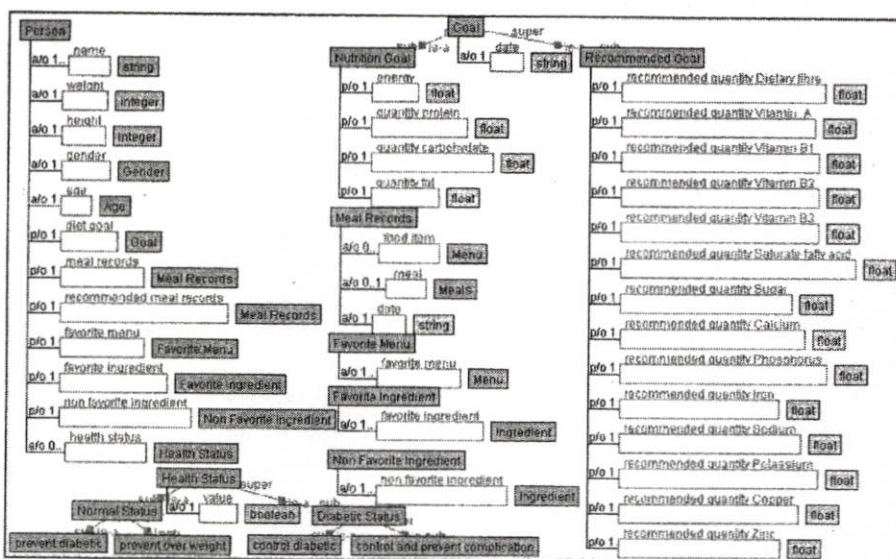 Person
a/o 1.. name string
a/o 1 weight Integer
a/o 1 height Integer
a/o 1 gender Gender
a/o 1 age Age
p/o 1 diet goal Goal
p/o 1 meal records Meal Records
p/o 1 recommended meal records Meal Records
p/o 1 favorite menu Favorite Menu
p/o 1 favorite ingredient Favorite Ingredient
p/o 1 non favorite ingredient Non Favorite Ingredient
a/o 0.. health status Health Status
Goal
super
a/o 1 date string
Nutrition Goal
p/o 1 energy float
p/o 1 quantity protein float
p/o 1 quantity carbohydrate float
p/o 1 quantity fat float
Meal Records
a/o 0.. food item Menu
a/o 0..1 meal Meals
a/o 1 date string
Favorite Menu
a/o 1.. favorite menu Menu
Favorite Ingredient
a/o 1.. favorite ingredient Ingredient
Non Favorite Ingredient
a/o 1.. non favorite ingredient Ingredient
Recommended Goal
p/o 1 recommended quantity Dietary fibre float
p/o 1 recommended quantity Vitamin A float
p/o 1 recommended quantity Vitamin B1 float
p/o 1 recommended quantity Vitamin B2 float
p/o 1 recommended quantity Vitamin B3 float
p/o 1 recommended quantity Saturate fatty acid float
p/o 1 recommended quantity Sugar float
p/o 1 recommended quantity Calcium float
p/o 1 recommended quantity Phosphorus float
p/o 1 recommended quantity Iron float
p/o 1 recommended quantity Sodium float
p/o 1 recommended quantity Potassium float
p/o 1 recommended quantity Copper float
p/o 1 recommended quantity Zinc float
Health Status
super
a/o 1 value boolean
Normal Status
Diabetic Status
prevent diabetic
prevent over weight
control diabetic
control and prevent complication